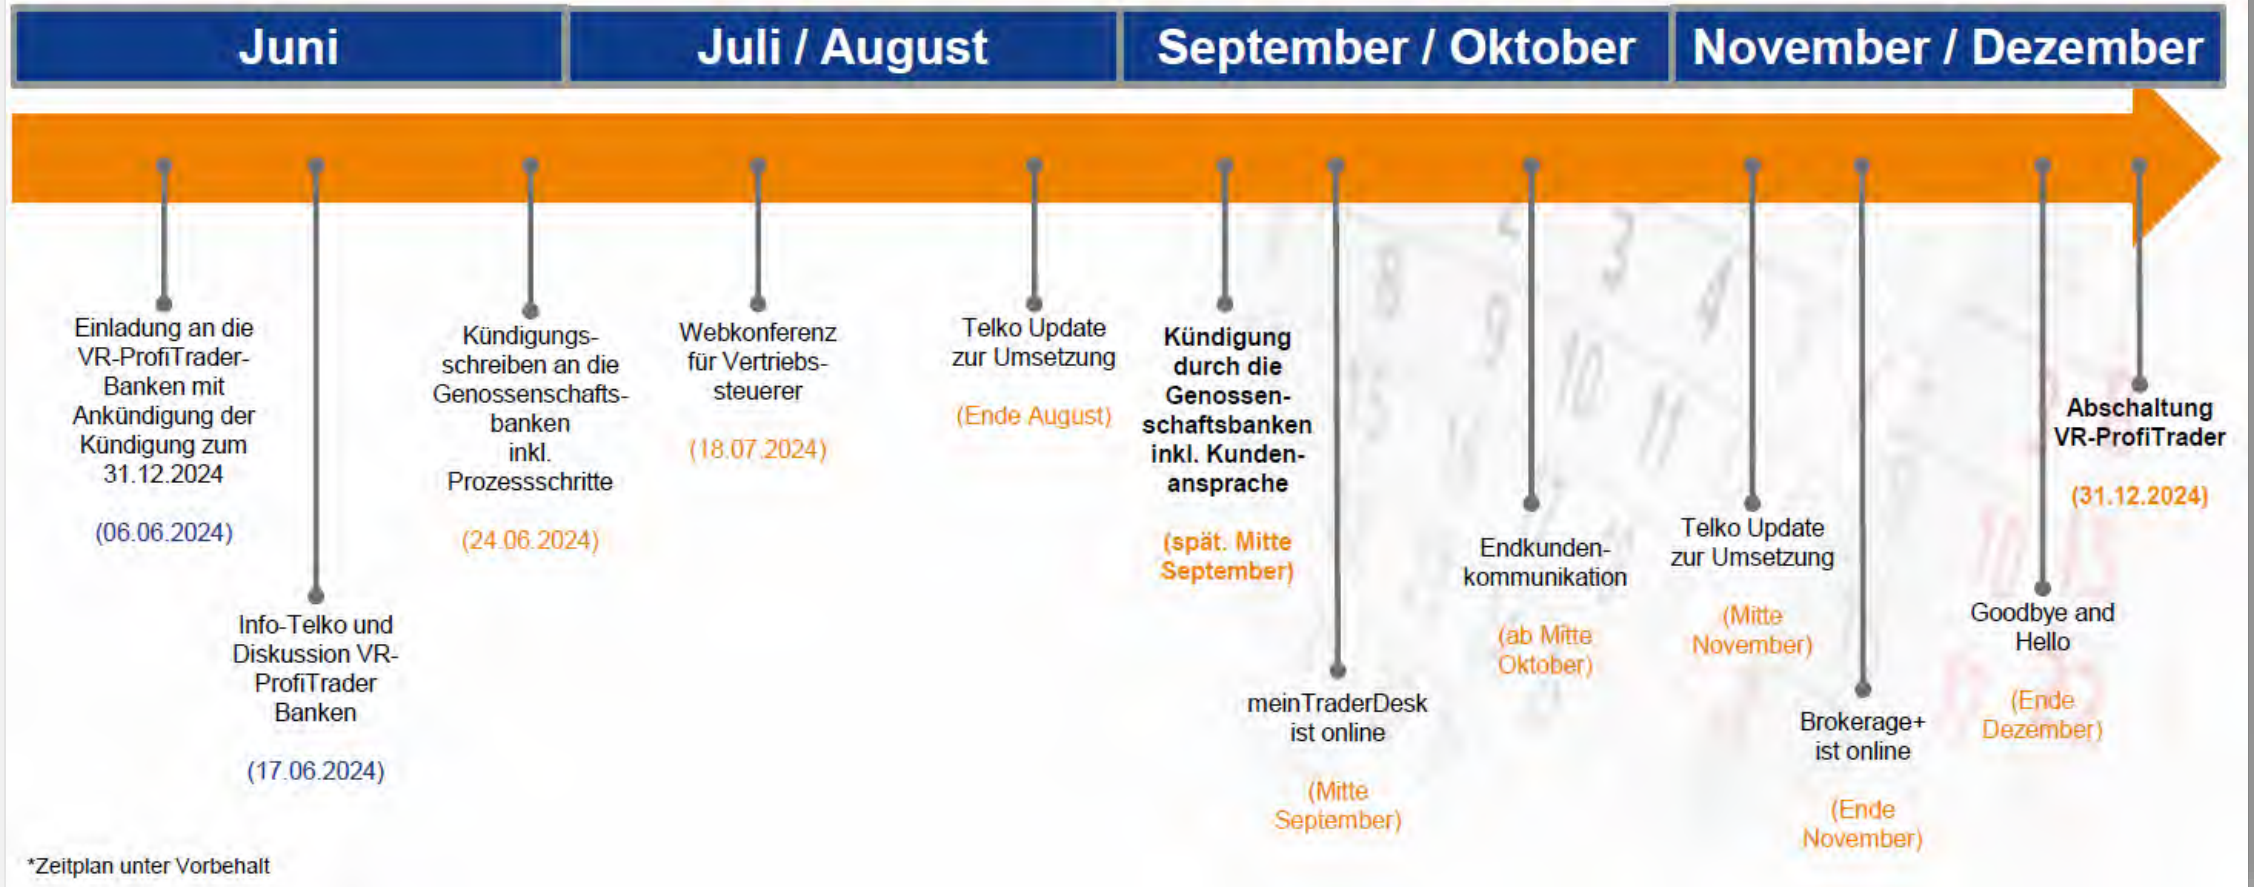 Juni
Juli / August
September / Oktober
November / Dezember
Einladung an die
VR-ProfiTrader-
Banken mit
Ankündigung der
Kündigung zum
31.12.2024
(06.06.2024)
Info-Telko und
Diskussion VR-
ProfiTrader
Banken
(17.06.2024)
Kündigungs-
schreiben an die
Genossenschafts-
banken
inkl.
Prozessschritte
(24.06.2024)
Webkonferenz
für Vertriebs-
steuerer
(18.07.2024)
Telko Update
zur Umsetzung
(Ende August)
Kündigung
durch die
Genossen-
schaftsbanken
inkl. Kunden-
ansprache
(spät. Mitte
September)
meinTraderDesk
ist online
(Mitte
September)
Endkunden-
kommunikation
(ab Mitte
Oktober)
Telko Update
zur Umsetzung
(Mitte
November)
Brokerage+
ist online
(Ende
November)
Goodbye and
Hello
(Ende
Dezember)
Abschaltung
VR-ProfiTrader
(31.12.2024)
*Zeitplan unter Vorbehalt